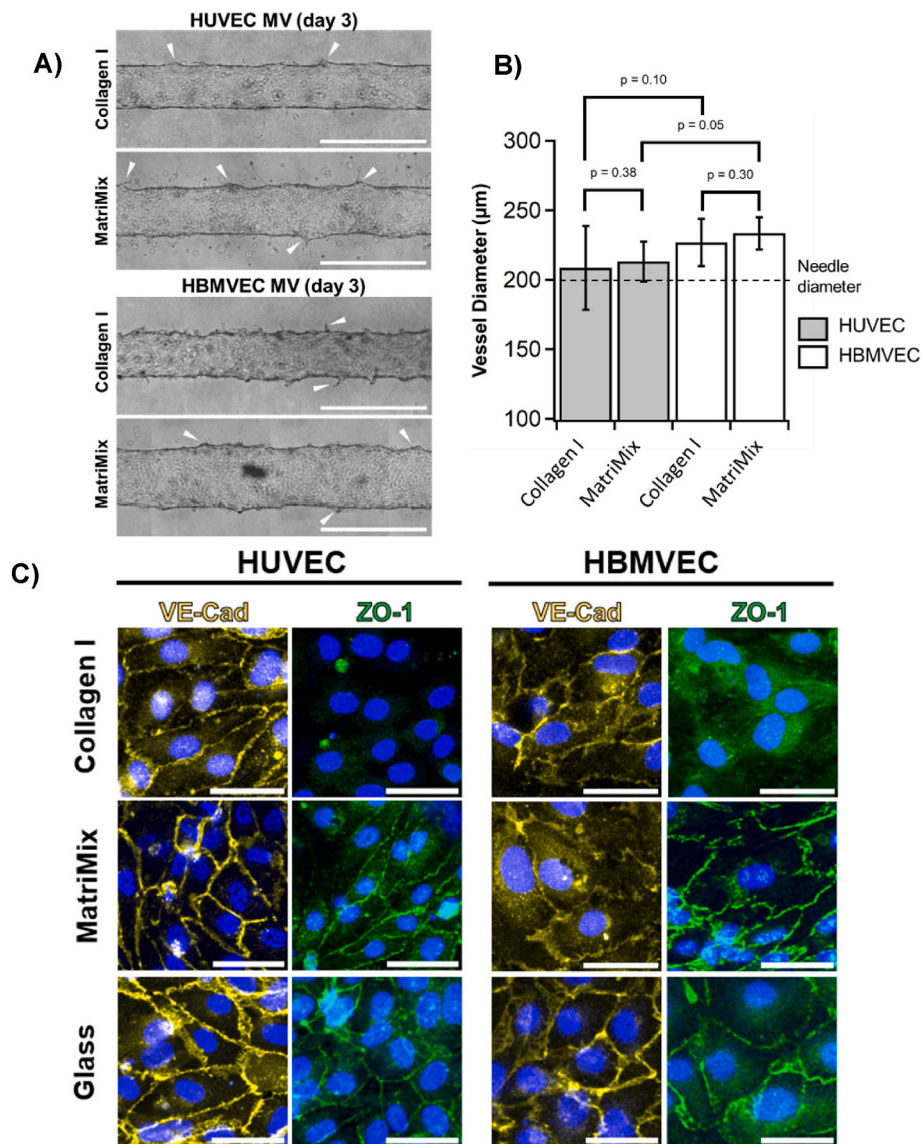 A)
HUVEC MV (day 3)
Collagen I
MatriMix
HBMVEC MV (day 3)
Collagen I
MatriMix
B)
p = 0.10
p = 0.05
p = 0.38
p = 0.30
Vessel Diameter (µm)
300
250
200
150
100
Needle
diameter
HUVEC
HBMVEC
Collagen I
MatriMix
Collagen I
MatriMix
C)
HUVEC
HBMVEC
VE-Cad
ZO-1
VE-Cad
ZO-1
Collagen I
MatriMix
Glass